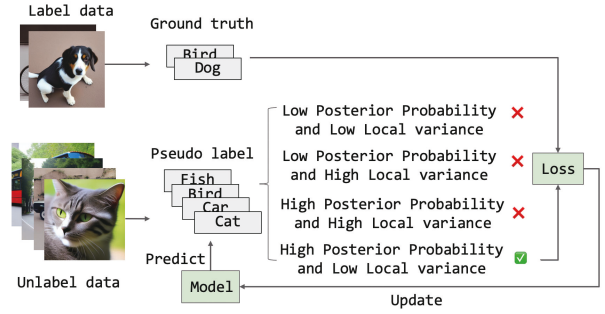 Label data
Ground truth
Bird
Dog
Low Posterior Probability
and Low Local variance
Low Posterior Probability
and High Local variance
High Posterior Probability
and High Local variance
High Posterior Probability
and Low Local variance
Loss
Pseudo label
Fish
Bird
Car
Cat
Unlabel data
Predict
Model
Update